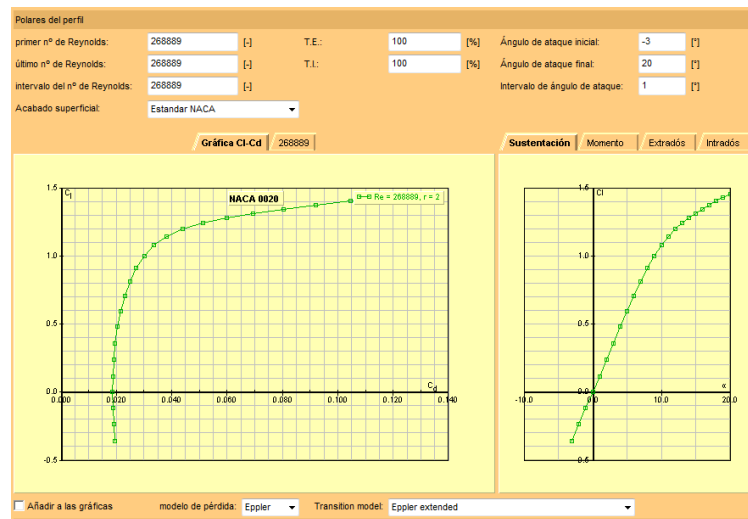 Polares del perfil
primer nº de Reynolds: 268889 [-] T.E.: 100 [%] Ángulo de ataque inicial: -3 [°]
último nº de Reynolds: 268889 [-] T.I.: 100 [%] Ángulo de ataque final: 20 [°]
intervalo del nº de Reynolds: 268889 [-] Intervalo de ángulo de ataque: 1 [°]
Acabado superficial: Estandar NACA
Gráfica Cl-Cd 268889 Sustentación Momento Extradós Intradós
1.5 Cl NACA 0020 Re = 268889, r = 2
1.0
0.5
0.0 Cd
0.000 0.020 0.040 0.060 0.080 0.100 0.120 0.140
-0.5
1.5 Cl
1.0
0.5
0.0 α
-10.0 0.0 10.0 20.0
-0.5
Añadir a las gráficas modelo de pérdida: Eppler Transition model: Eppler extended